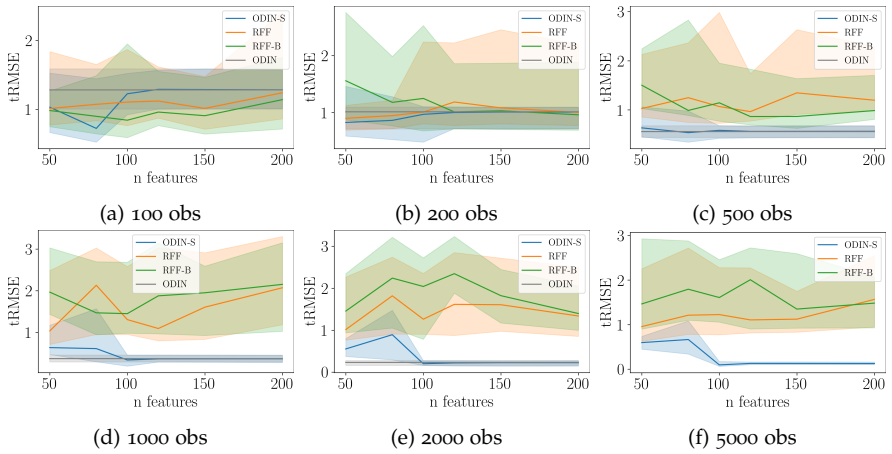 ODIN-S
RFF
RFF-B
ODIN
tRMSE
2
1
50
100
150
200
n features
(a) 100 obs
ODIN-S
RFF
RFF-B
ODIN
tRMSE
2
1
50
100
150
200
n features
(b) 200 obs
ODIN-S
RFF
RFF-B
ODIN
tRMSE
3
2
1
50
100
150
200
n features
(c) 500 obs
ODIN-S
RFF
RFF-B
ODIN
tRMSE
3
2
1
50
100
150
200
n features
(d) 1000 obs
ODIN-S
RFF
RFF-B
ODIN
tRMSE
3
2
1
0
50
100
150
200
n features
(e) 2000 obs
ODIN-S
RFF
RFF-B
tRMSE
3
2
1
0
50
100
150
200
n features
(f) 5000 obs